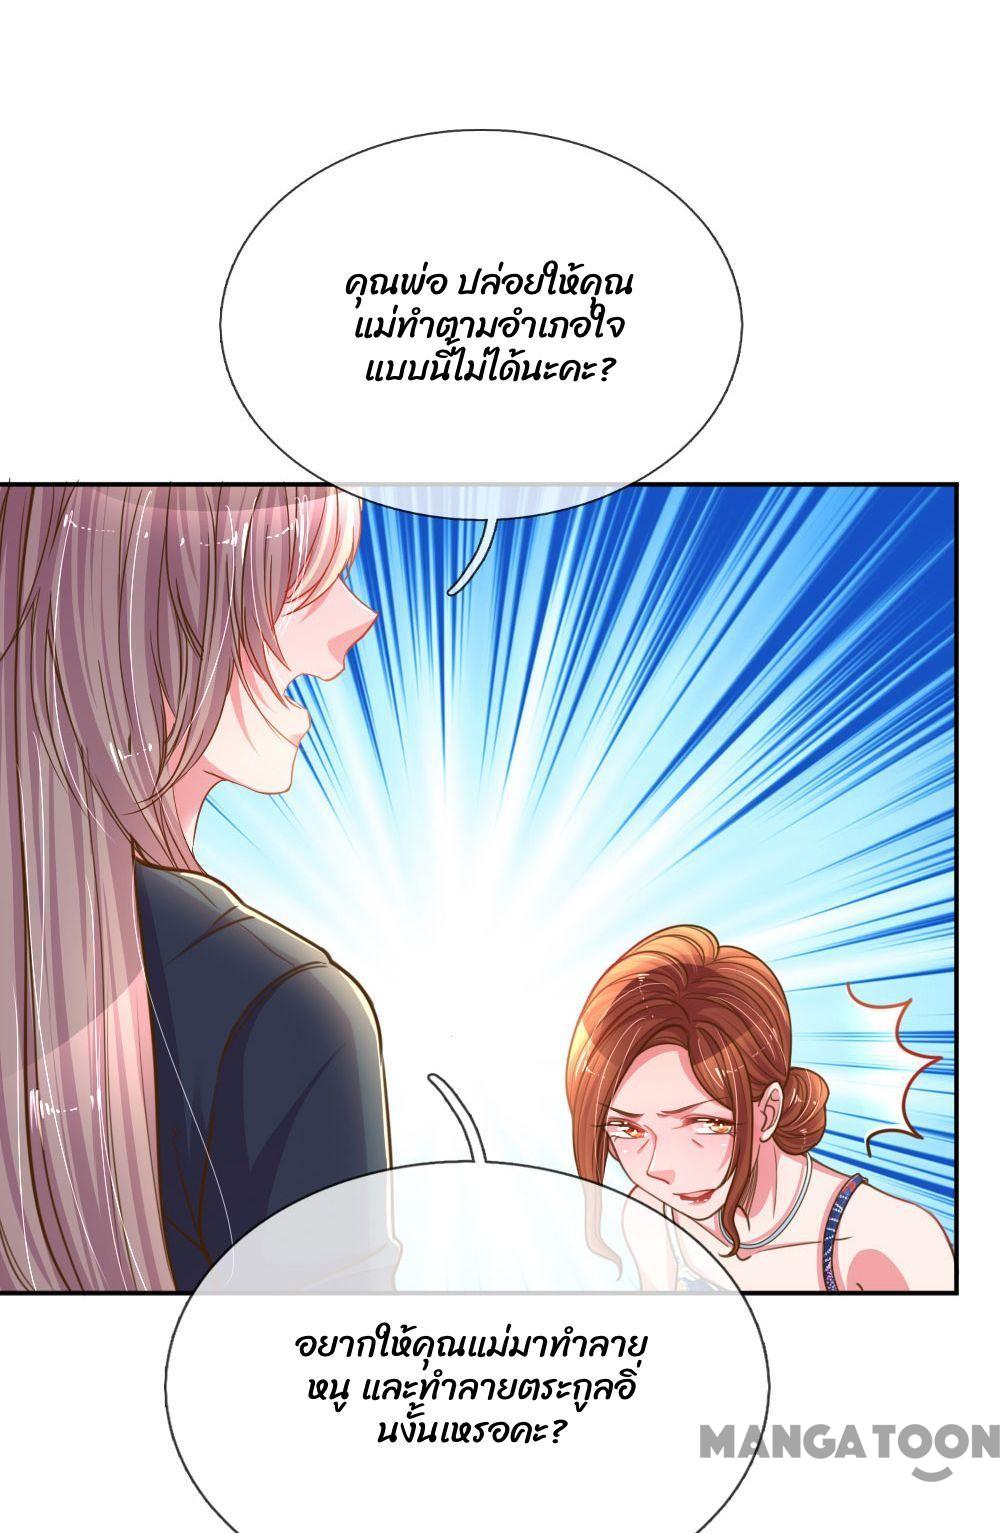 คุณพ่อ ปล่อยให้คุณ
แม่ทำตามอำเภอใจ
แบบนี้ไม่ได้นะคะ?
อยากให้คุณแม่มาทำลาย
หนู และทำลายตระกูลอิ่
นงั้นเหรอคะ?
MANGATOON